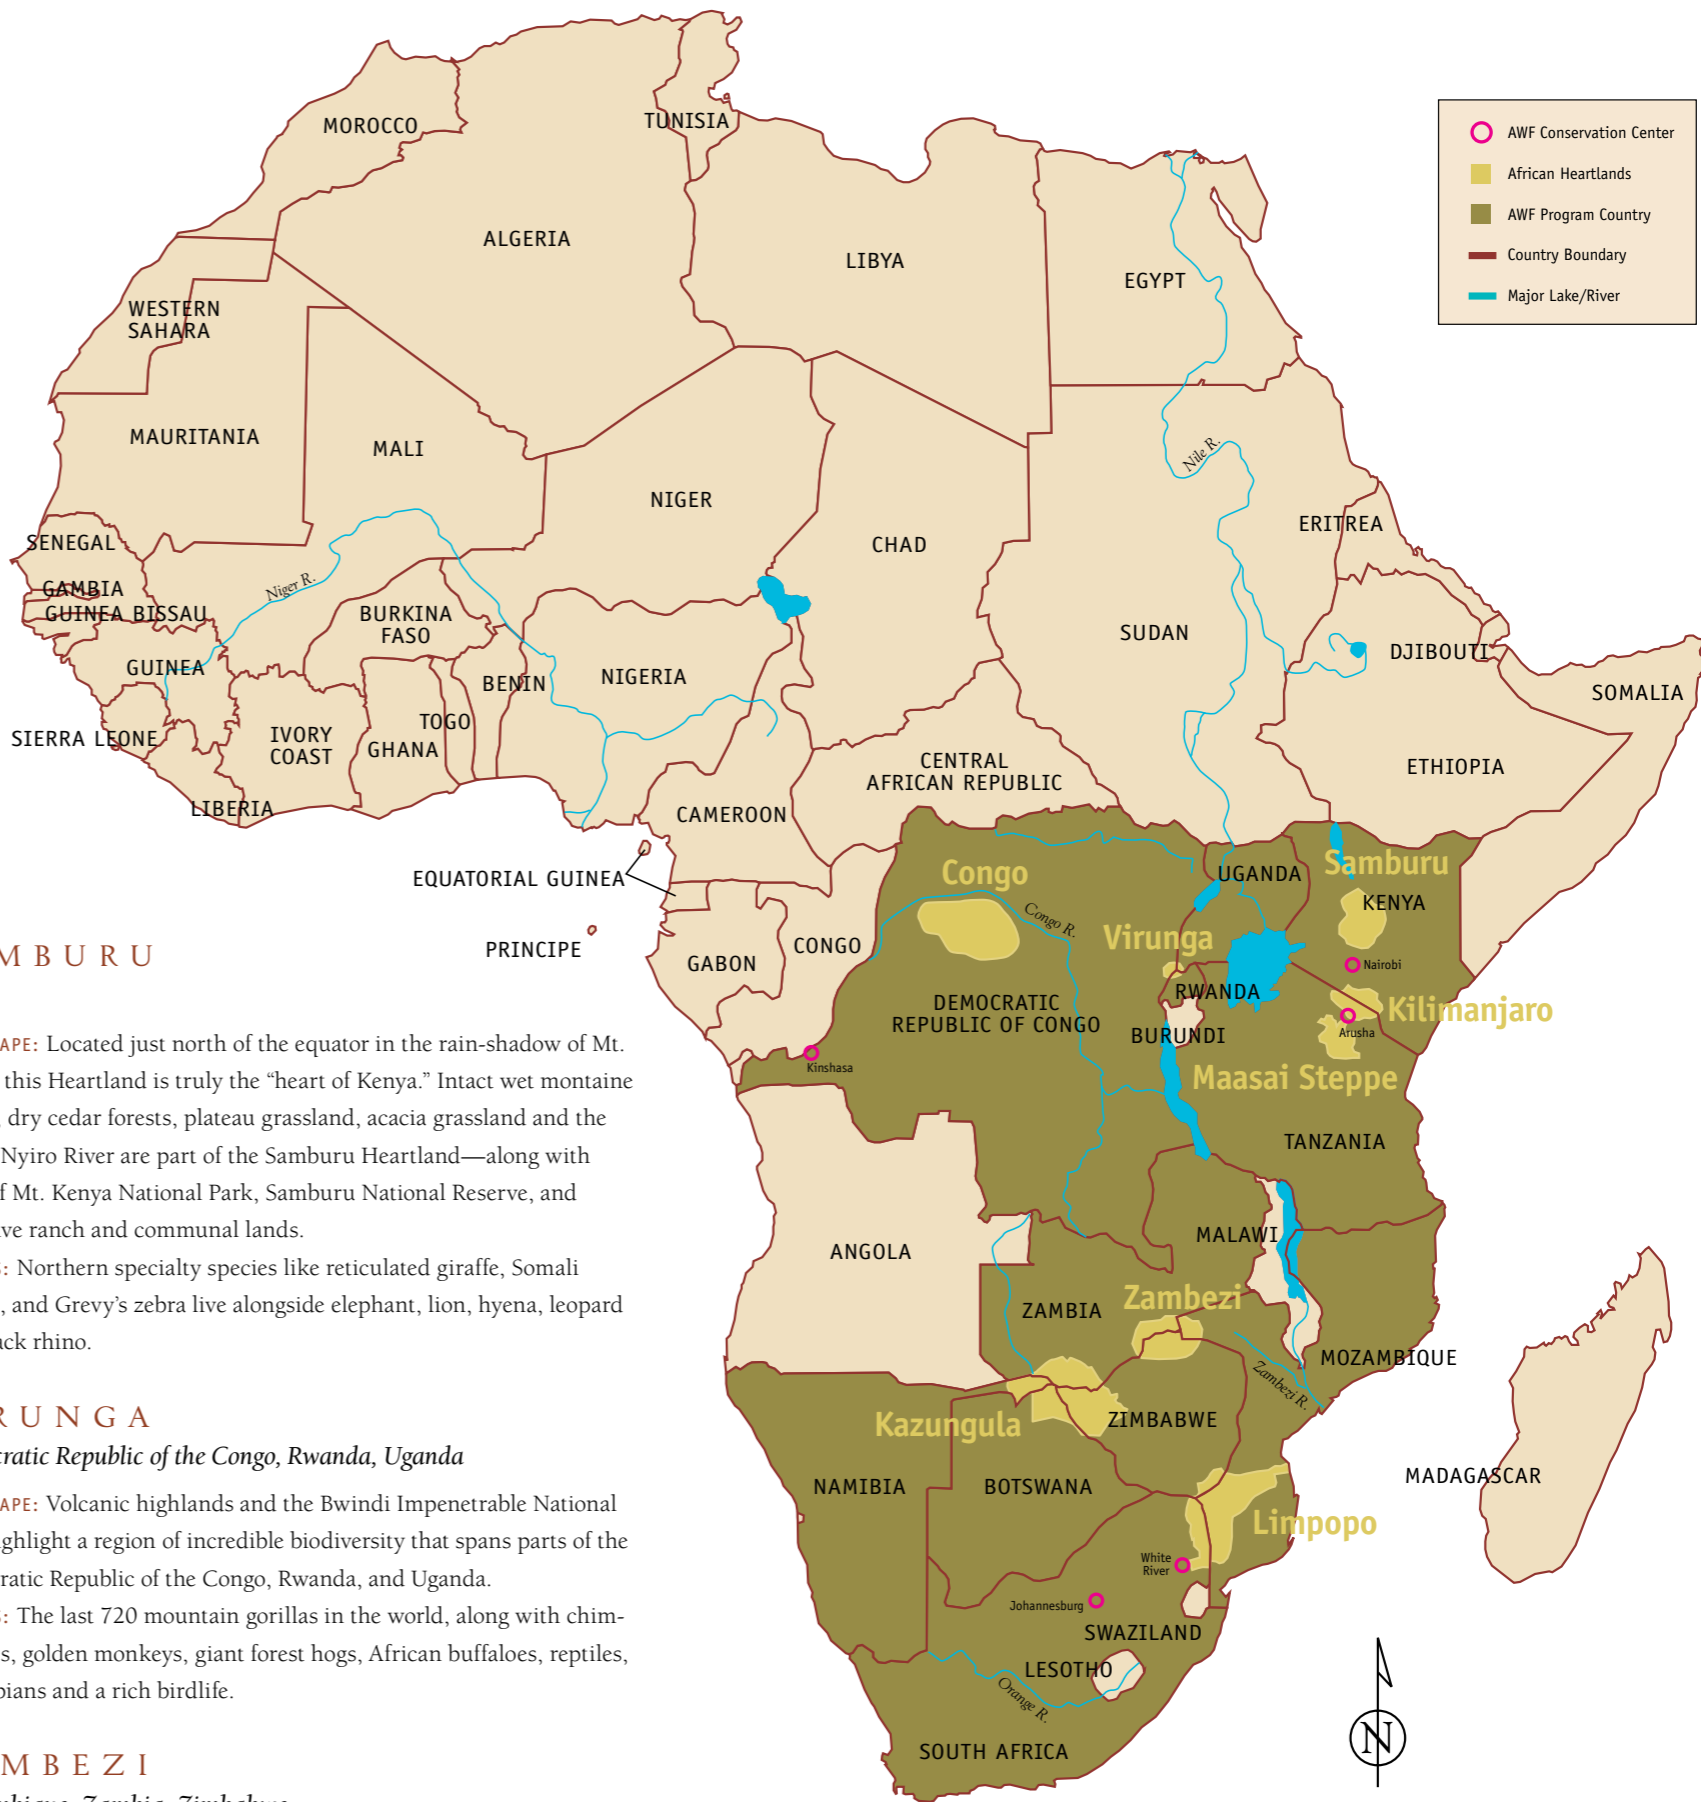 MOROCCO
TUNISIA
ALGERIA
LIBYA
EGYPT
WESTERN
SAHARA
MAURITANIA
MALI
NIGER
CHAD
SUDAN
ERITREA
Nile R.
SENEGAL
GAMBIA
GUINEA BISSAU
Niger R.
BURKINA
FASO
GUINEA
BENIN
NIGERIA
DJIBOUTI
SOMALIA
SIERRA LEONE
IVORY
COAST
TOGO
GHANA
LIBERIA
CENTRAL
AFRICAN REPUBLIC
ETHIOPIA
CAMEROON
EQUATORIAL GUINEA
PRINCIPE
GABON
CONGO
Congo
Congo R.
UGANDA
Samburu
KENYA
Virunga
Nairobi
RWANDA
DEMOCRATIC
REPUBLIC OF CONGO
BURUNDI
Kilimanjaro
Arusha
Kinshasa
Maasai Steppe
TANZANIA
ANGOLA
MALAWI
ZAMBIA
Zambezi
MOZAMBIQUE
Zambezi R.
Kazungula
ZIMBABWE
NAMIBIA
BOTSWANA
MADAGASCAR
Limpopo
White
River
Johannesburg
SWAZILAND
LESOTHO
Orange R.
SOUTH AFRICA
N
AWF Conservation Center
African Heartlands
AWF Program Country
Country Boundary
Major Lake/River
MBURU
APE: Located just north of the equator in the rain-shadow of Mt.
this Heartland is truly the “heart of Kenya.” Intact wet montaine
, dry cedar forests, plateau grassland, acacia grassland and the
Nyiro River are part of the Samburu Heartland—along with
f Mt. Kenya National Park, Samburu National Reserve, and
ve ranch and communal lands.
: Northern specialty species like reticulated giraffe, Somali
, and Grevy’s zebra live alongside elephant, lion, hyena, leopard
ack rhino.
RUNGA
cratic Republic of the Congo, Rwanda, Uganda
APE: Volcanic highlands and the Bwindi Impenetrable National
ghlight a region of incredible biodiversity that spans parts of the
ratic Republic of the Congo, Rwanda, and Uganda.
: The last 720 mountain gorillas in the world, along with chim-
s, golden monkeys, giant forest hogs, African buffaloes, reptiles,
bians and a rich birdlife.
MBEZI